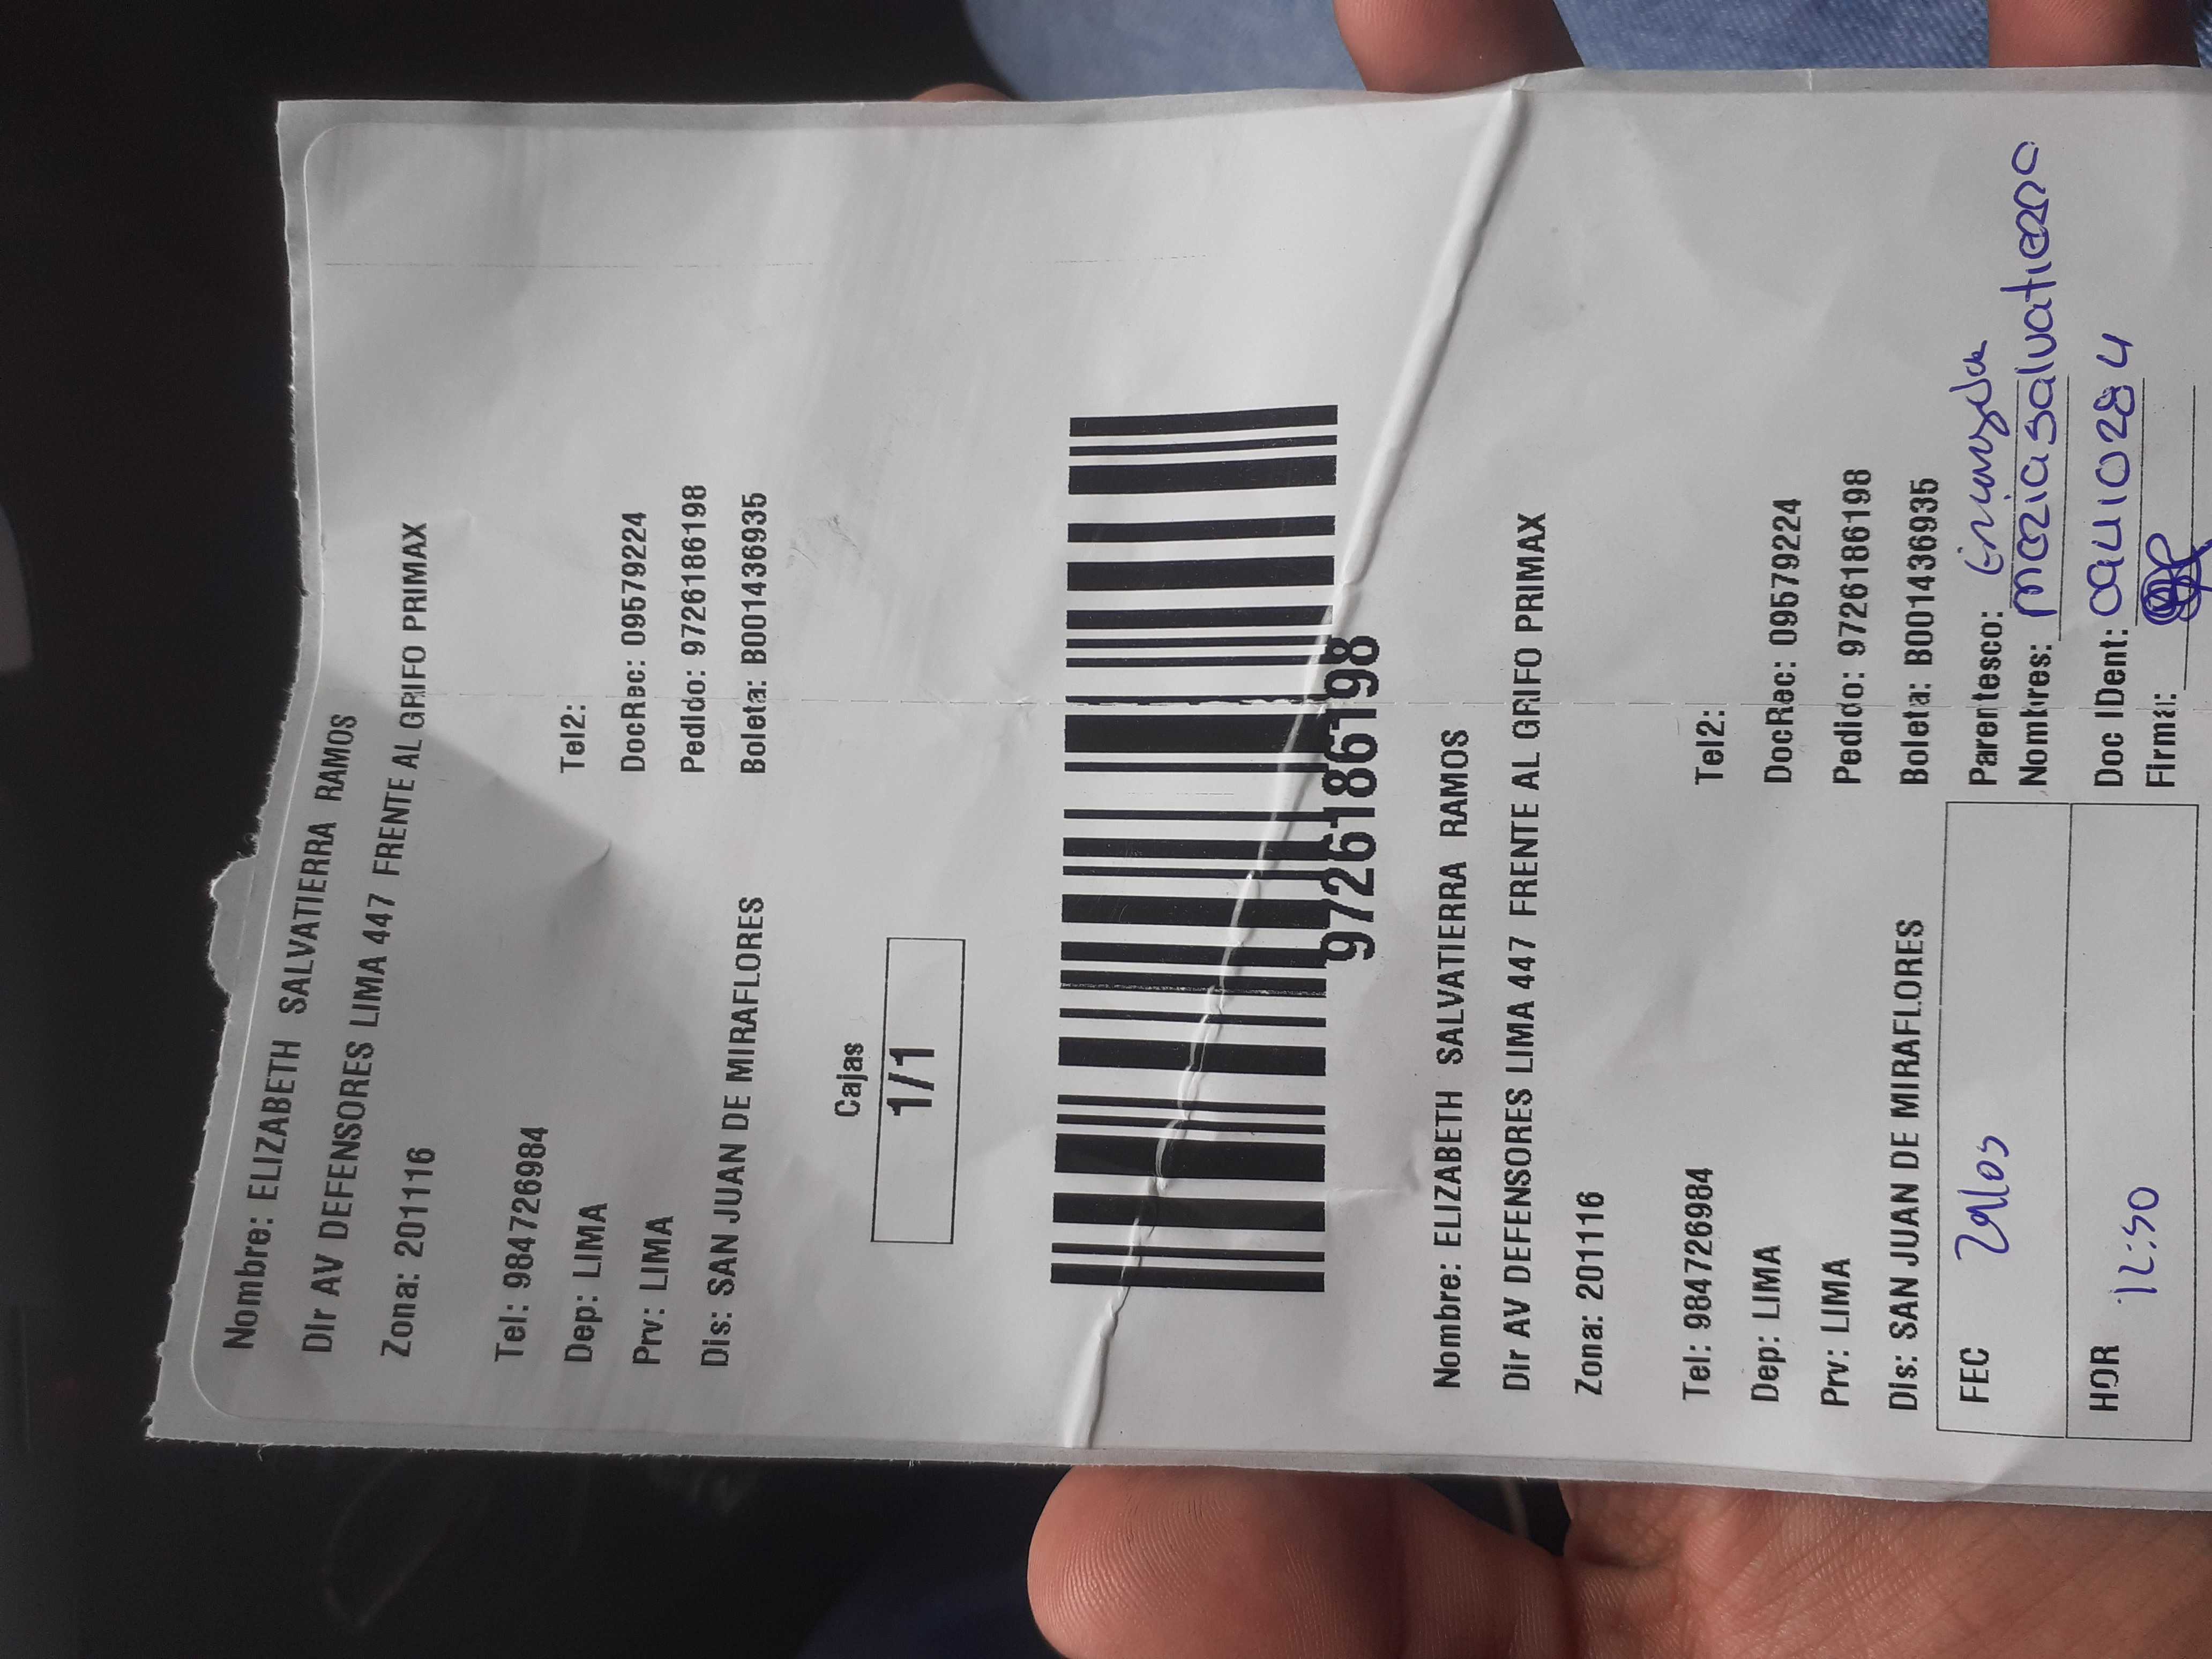 Nombre: ELIZABETH SALVATIERRA RAMOS
Dir AV DEFENSORES LIMA 447 FRENTE AL GRIFO PRIMAX
Zona: 201116
Tel: 984726984 Tel2:
Dep: LIMA DocRec: 09579224
Prv: LIMA Pedido: 97261861​98
Dis: SAN JUAN DE MIRAFLORES Boleta: B001436935
Cajas
1/1
9726186198
Nombre: ELIZABETH SALVATIERRA RAMOS
Dir AV DEFENSORES LIMA 447 FRENTE AL GRIFO PRIMAX
Zona: 201116
Tel: 984726984 Tel2:
Dep: LIMA DocRec: 09579224
Prv: LIMA Pedido: 9726186198
Dis: SAN JUAN DE MIRAFLORES Boleta: B001436935
FEC Parentesco:
Nombres:
HOR 12:50 Doc IDent:
Firma: